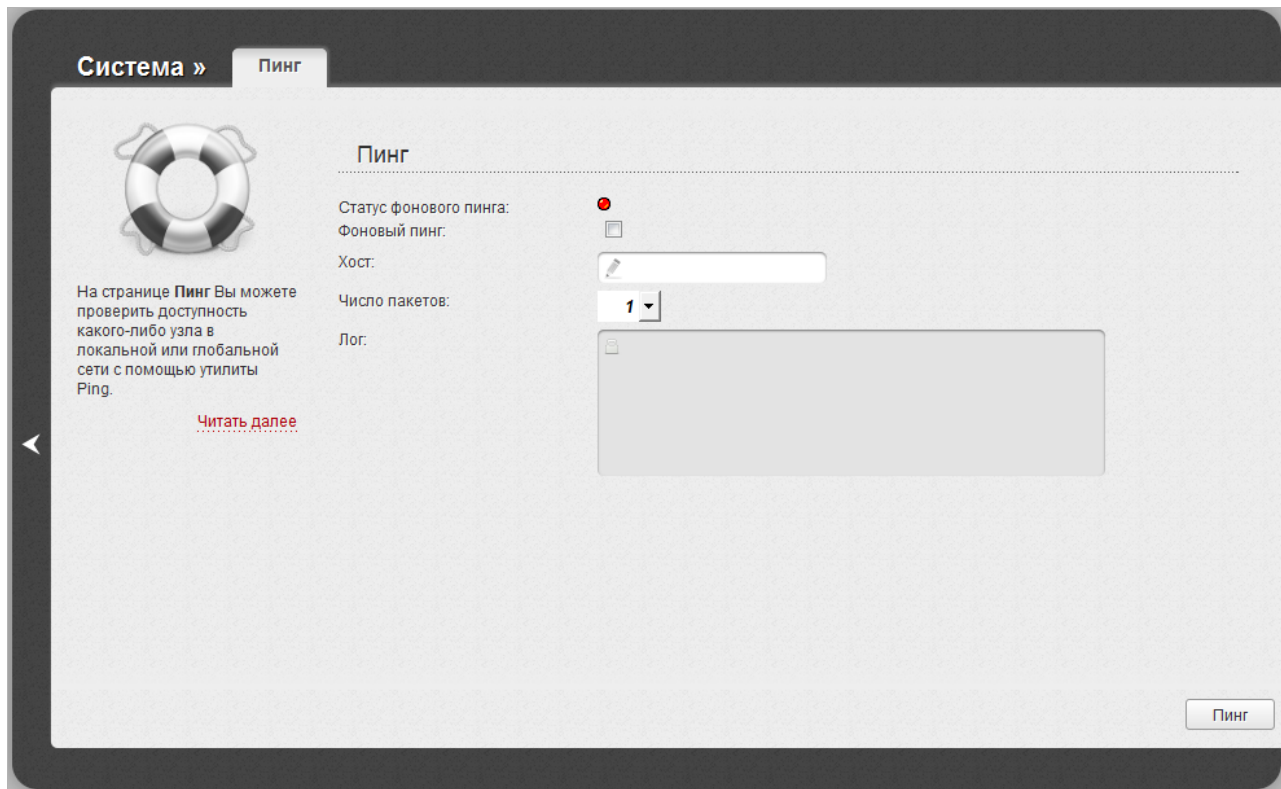 Система »
Пинг
Пинг
Статус фонового пинга:
Фоновый пинг:
Хост:
Число пакетов:
1
Лог:
На странице Пинг Вы можете
проверить доступность
какого-либо узла в
локальной или глобальной
сети с помощью утилиты
Ping.
Читать далее
Пинг